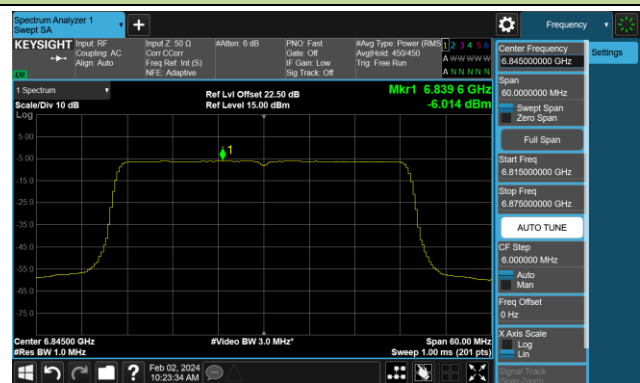 Spectrum Analyzer 1
Swept SA
Frequency
KEYSIGHT
Input: RF
Coupling: AC
Align: Auto
Input Z: 50 Ω
Corr CCorr
Freq Ref: Int (S)
NFE: Adaptive
#Atten: 6 dB
PNO: Fast
Gate: Off
IF Gain: Low
Sig Track: Off
#Avg Type: Power (RMS)
Avg|Hold: 450/450
Trig: Free Run
1 2 3 4 5 6
A W W W W W
A N N N N N
LW
1 Spectrum
Scale/Div 10 dB
Log
Ref Lvl Offset 22.50 dB
Ref Level 15.00 dBm
Mkr1 6.839 6 GHz
-6.014 dBm
5.00
-5.00
-15.0
-25.0
-35.0
-45.0
-55.0
-65.0
-75.0
1
Center 6.84500 GHz
#Res BW 1.0 MHz
#Video BW 3.0 MHz*
Span 60.00 MHz
Sweep 1.00 ms (201 pts)
Feb 02, 2024
10:23:34 AM
Center Frequency
6.845000000 GHz
Settings
Span
60.0000000 MHz
Swept Span
Zero Span
Full Span
Start Freq
6.815000000 GHz
Stop Freq
6.875000000 GHz
AUTO TUNE
CF Step
6.000000 MHz
Auto
Man
Freq Offset
0 Hz
X Axis Scale
Log
Lin
Signal Track
(Span Zoom)